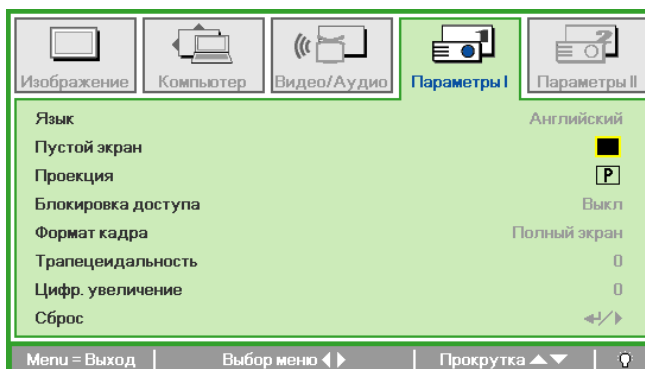 Изображение Компьютер Видео/Аудио Параметры I Параметры II
Язык Английский
Пустой экран
Проекция P
Блокировка доступа Выкл
Формат кадра Полный экран
Трапецеидальность 0
Цифр. увеличение 0
Сброс
Menu = Выход Выбор меню Прокрутка